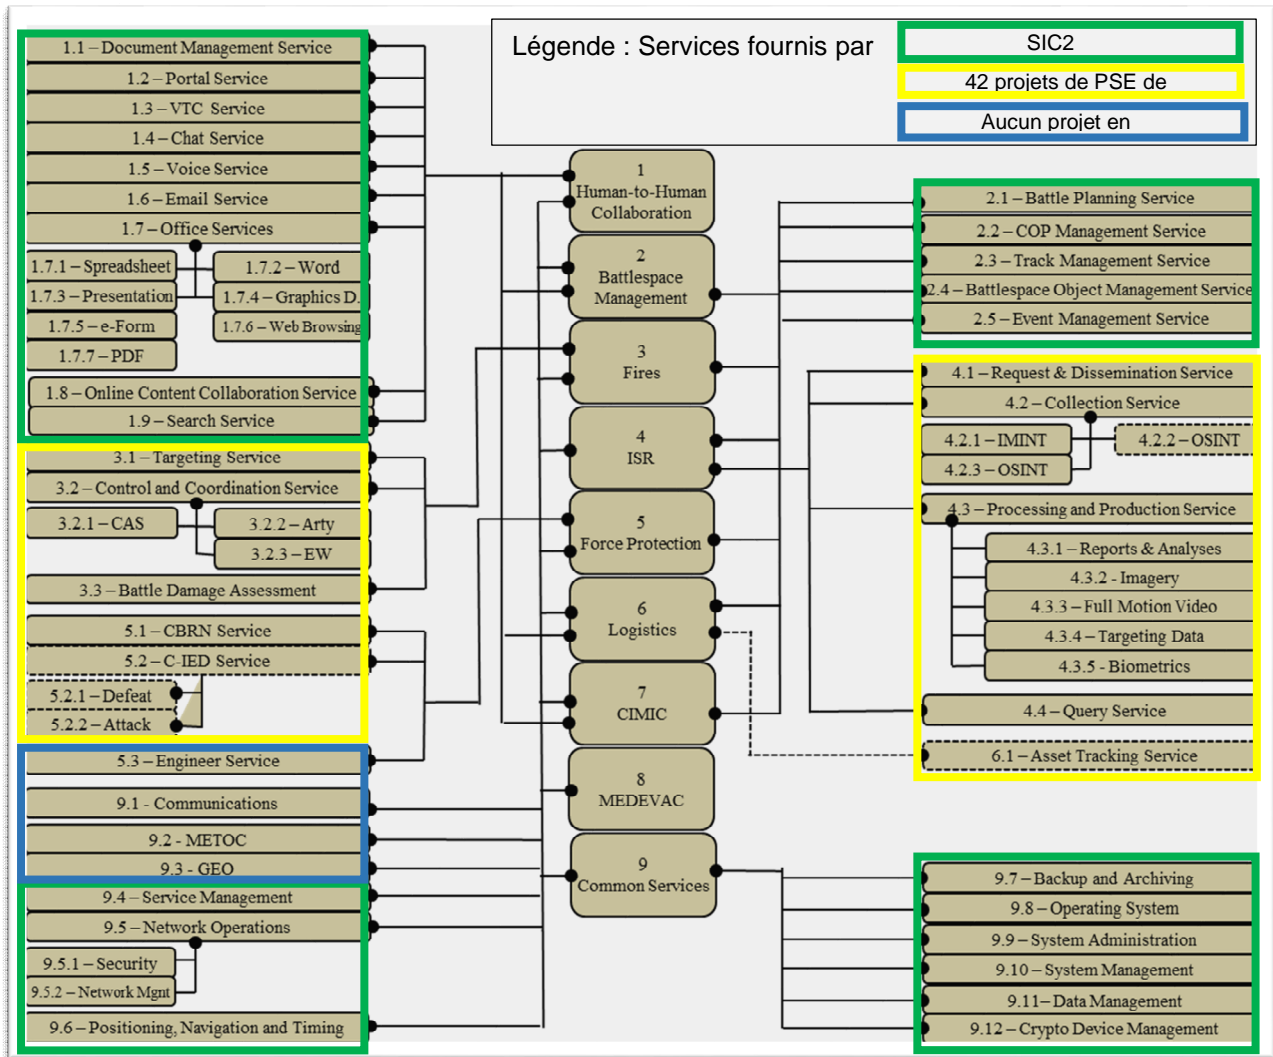 Légende : Services fournis par
SIC2
42 projets de PSE de
Aucun projet en
1.1 – Document Management Service
1.2 – Portal Service
1.3 – VTC Service
1.4 – Chat Service
1.5 – Voice Service
1.6 – Email Service
1.7 – Office Services
1.7.1 – Spreadsheet
1.7.2 – Word
1.7.3 – Presentation
1.7.4 – Graphics D.
1.7.5 – e-Form
1.7.6 – Web Browsing
1.7.7 – PDF
1.8 – Online Content Collaboration Service
1.9 – Search Service
3.1 – Targeting Service
3.2 – Control and Coordination Service
3.2.1 – CAS
3.2.2 – Arty
3.2.3 – EW
3.3 – Battle Damage Assessment
5.1 – CBRN Service
5.2 – C-IED Service
5.2.1 – Defeat
5.2.2 – Attack
5.3 – Engineer Service
9.1 - Communications
9.2 - METOC
9.3 - GEO
9.4 – Service Management
9.5 – Network Operations
9.5.1 – Security
9.5.2 – Network Mgnt
9.6 – Positioning, Navigation and Timing
1
Human-to-Human
Collaboration
2
Battlespace
Management
3
Fires
4
ISR
5
Force Protection
6
Logistics
7
CIMIC
8
MEDEVAC
9
Common Services
2.1 – Battle Planning Service
2.2 – COP Management Service
2.3 – Track Management Service
2.4 – Battlespace Object Management Service
2.5 – Event Management Service
4.1 – Request & Dissemination Service
4.2 – Collection Service
4.2.1 – IMINT
4.2.2 – OSINT
4.2.3 – OSINT
4.3 – Processing and Production Service
4.3.1 – Reports & Analyses
4.3.2 - Imagery
4.3.3 – Full Motion Video
4.3.4 – Targeting Data
4.3.5 - Biometrics
4.4 – Query Service
6.1 – Asset Tracking Service
9.7 – Backup and Archiving
9.8 – Operating System
9.9 – System Administration
9.10 – System Management
9.11 – Data Management
9.12 – Crypto Device Management